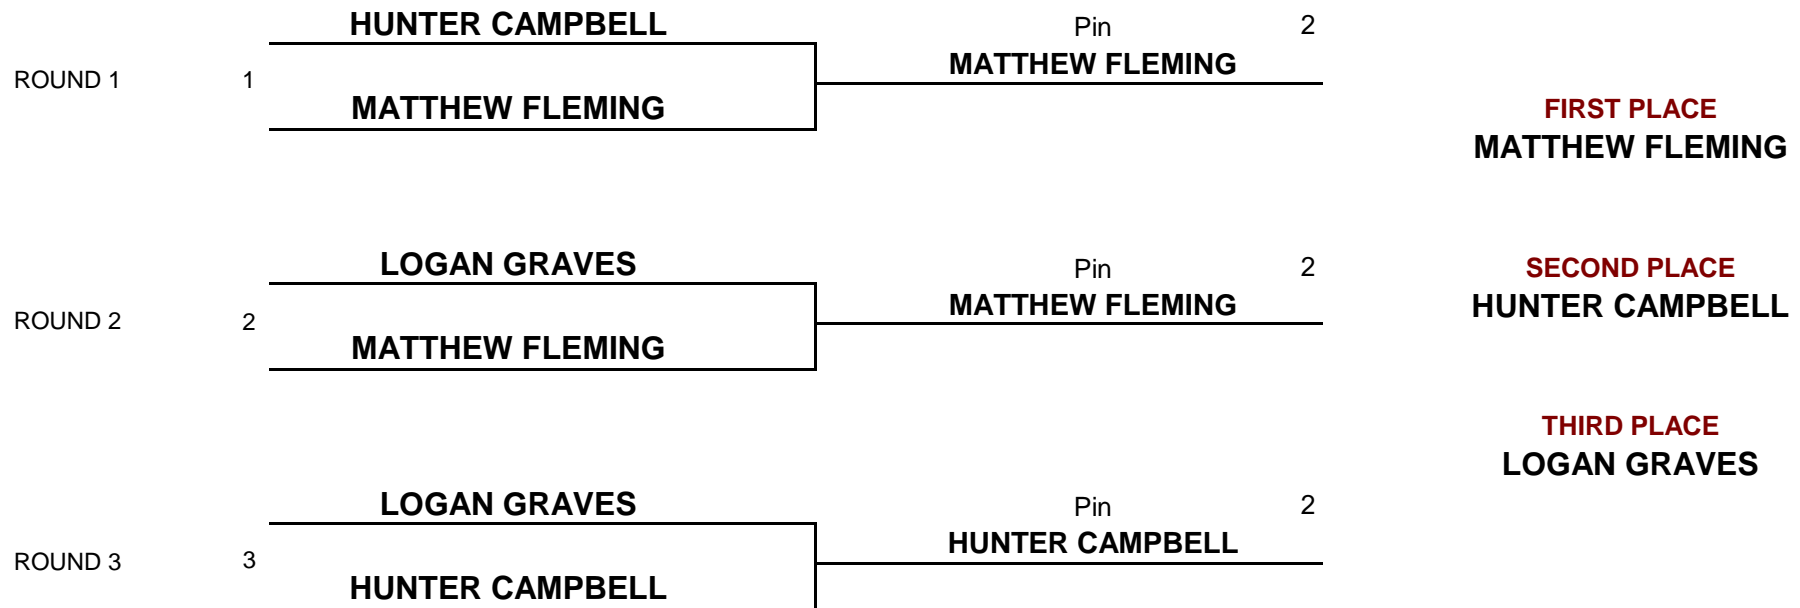 HUNTER CAMPBELL
Pin 2
MATTHEW FLEMING
ROUND 1 1
MATTHEW FLEMING
FIRST PLACE
MATTHEW FLEMING
LOGAN GRAVES
Pin 2
SECOND PLACE
MATTHEW FLEMING
HUNTER CAMPBELL
ROUND 2 2
MATTHEW FLEMING
THIRD PLACE
LOGAN GRAVES
LOGAN GRAVES
Pin 2
HUNTER CAMPBELL
ROUND 3 3
HUNTER CAMPBELL